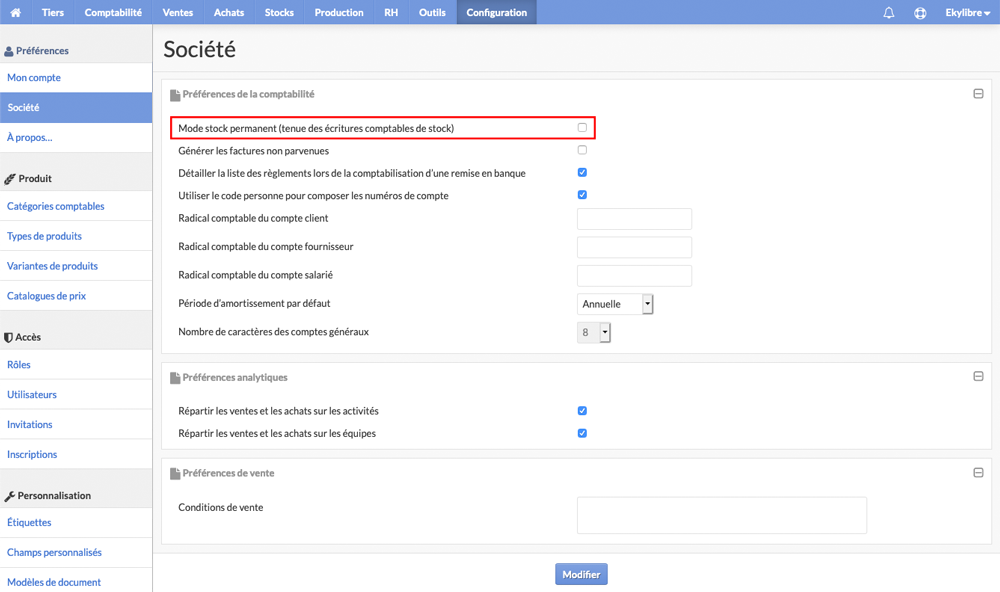 Tiers Comptabilité Ventes Achats Stocks Production RH Outils Configuration Ekylibre
Préférences
Mon compte
Société
À propos...
Produit
Catégories comptables
Types de produits
Variantes de produits
Catalogues de prix
Accès
Rôles
Utilisateurs
Invitations
Inscriptions
Personnalisation
Étiquettes
Champs personnalisés
Modèles de document
Société
Préférences de la comptabilité
Mode stock permanent (tenue des écritures comptables de stock)
Générer les factures non parvenues
Détailler la liste des règlements lors de la comptabilisation d'une remise en banque
Utiliser le code personne pour composer les numéros de compte
Radical comptable du compte client
Radical comptable du compte fournisseur
Radical comptable du compte salarié
Période d'amortissement par défaut Annuelle
Nombre de caractères des comptes généraux 8
Préférences analytiques
Répartir les ventes et les achats sur les activités
Répartir les ventes et les achats sur les équipes
Préférences de vente
Conditions de vente
Modifier